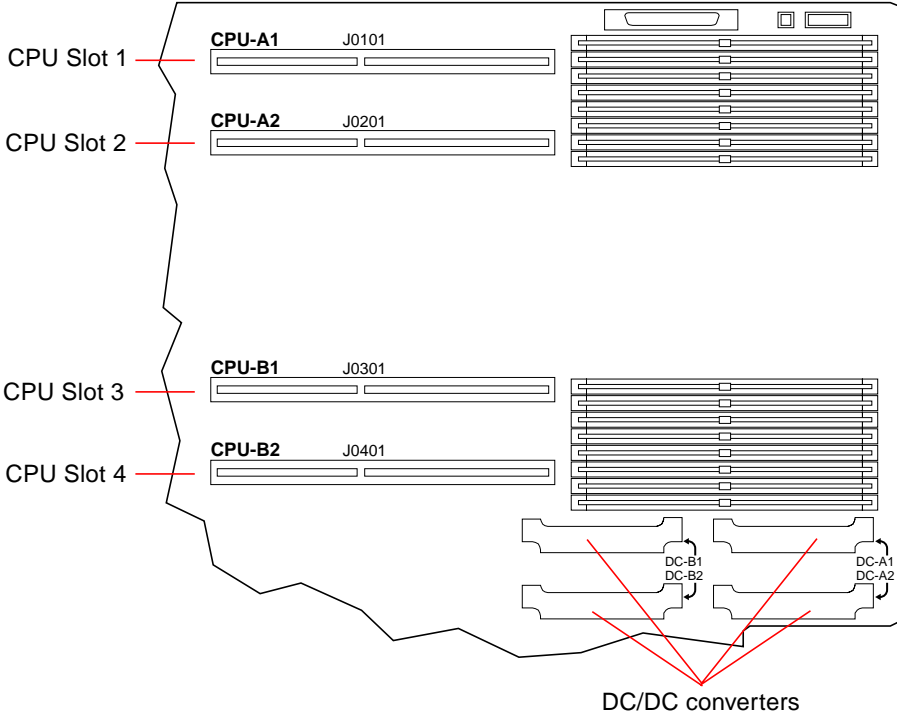 CPU-A1 J0101
CPU Slot 1
CPU-A2 J0201
CPU Slot 2
CPU-B1 J0301
CPU Slot 3
CPU-B2 J0401
CPU Slot 4
DC-B1 DC-A1
DC-B2 DC-A2
DC/DC converters